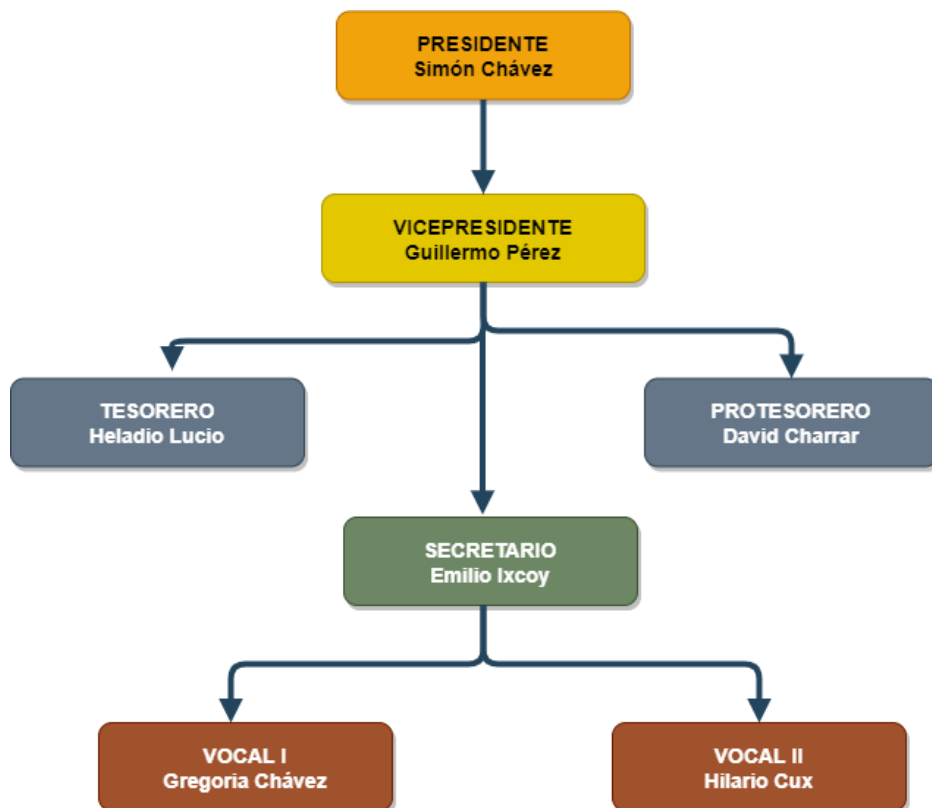 PRESIDENTE
Simón Chávez
VICEPRESIDENTE
Guillermo Pérez
TESORERO
Heladio Lucio
PROTESORERO
David Charrar
SECRETARIO
Emilio Ixcoy
VOCAL I
Gregoria Chávez
VOCAL II
Hilario Cux